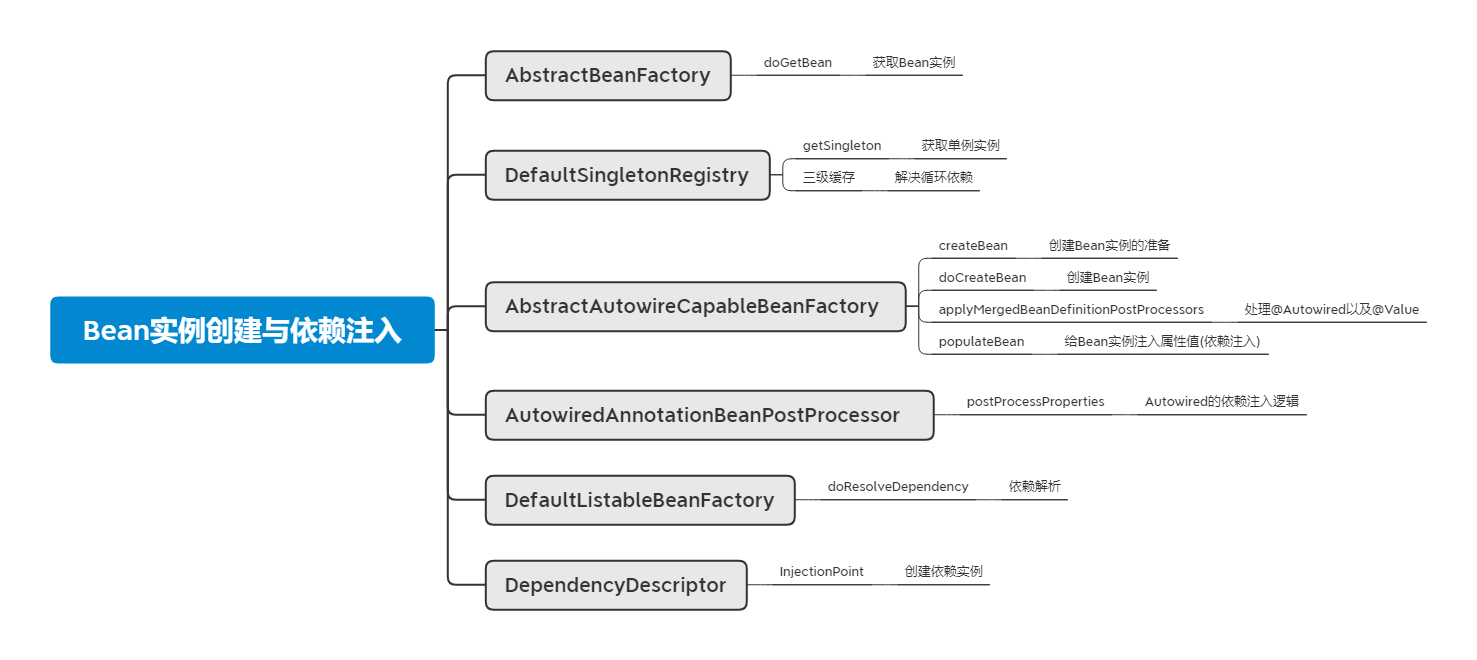 Bean实例创建与依赖注入
AbstractBeanFactory
doGetBean
获取Bean实例
DefaultSingletonRegistry
getSingleton
获取单例实例
三级缓存
解决循环依赖
AbstractAutowireCapableBeanFactory
createBean
创建Bean实例的准备
doCreateBean
创建Bean实例
applyMergedBeanDefinitionPostProcessors
处理@Autowired以及@Value
populateBean
给Bean实例注入属性值(依赖注入)
AutowiredAnnotationBeanPostProcessor
postProcessProperties
Autowired的依赖注入逻辑
DefaultListableBeanFactory
doResolveDependency
依赖解析
DependencyDescriptor
InjectionPoint
创建依赖实例